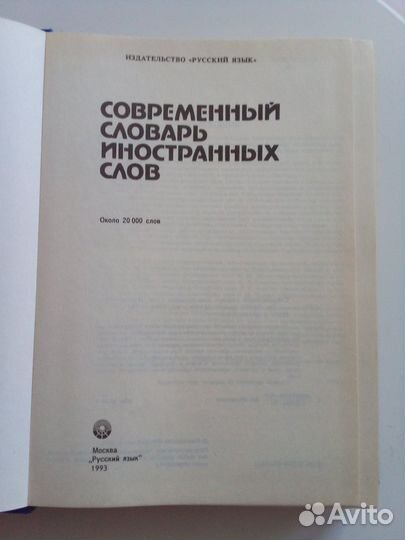 ИЗДАТЕЛЬСТВО «РУССКИЙ ЯЗЫК»
СОВРЕМЕННЫЙ
СЛОВАРЬ
ИНОСТРАННЫХ
СЛОВ
Около 20 000 слов
Москва
„Русский язык"
1993
Avito